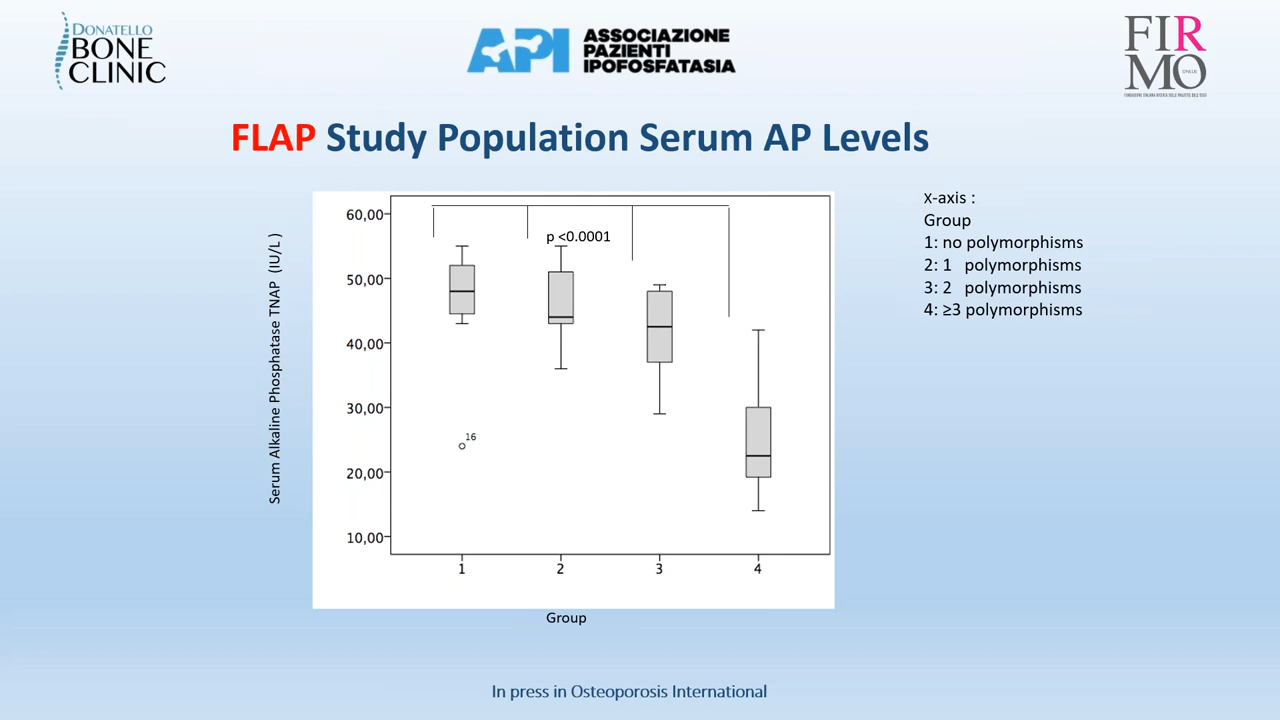 DONATELLO
BONE
CLINIC
API
ASSOCIAZIONE
PAZIENTI
IPOFOSFATASIA
FIR
MO
FLAP Study Population Serum AP Levels
Serum Alkaline Phosphatase TNAP (IU/L )
60,00
50,00
40,00
30,00
20,00
10,00
p <0.0001
16
1 2 3 4
Group
X-axis :
Group
1: no polymorphisms
2: 1 polymorphisms
3: 2 polymorphisms
4: ≥3 polymorphisms
In press in Osteoporosis International